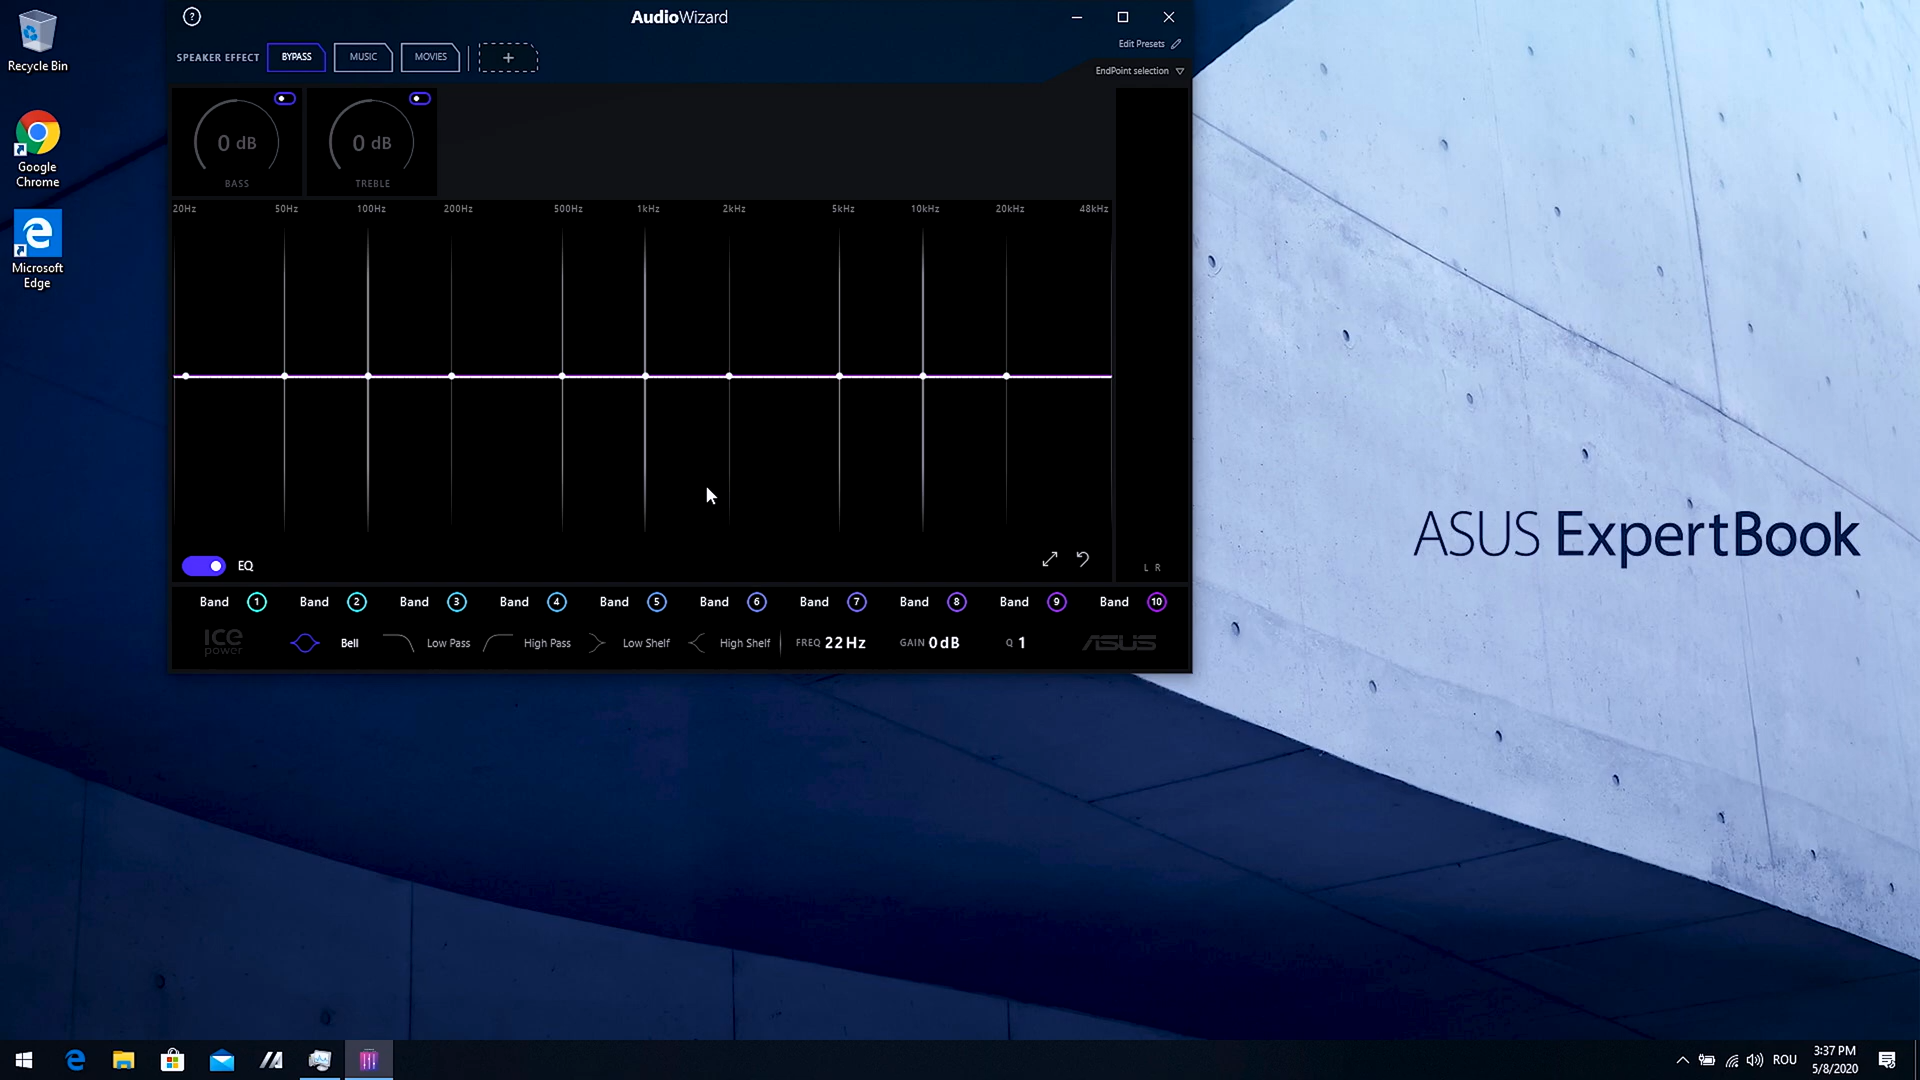 Recycle Bin
Google
Chrome
Microsoft
Edge
?
AudioWizard
SPEAKER EFFECT
BYPASS
MUSIC
MOVIES
+
Edit Presets
EndPoint selection
0 dB
BASS
0 dB
TREBLE
20Hz 50Hz 100Hz 200Hz 500Hz 1kHz 2kHz 5kHz 10kHz 20kHz 48kHz
EQ
L R
Band 1 Band 2 Band 3 Band 4 Band 5 Band 6 Band 7 Band 8 Band 9 Band 10
ICE
power
Bell Low Pass High Pass Low Shelf High Shelf FREQ 22Hz GAIN 0dB Q 1
ASUS
ASUS ExpertBook
ROU
3:37 PM
5/8/2020